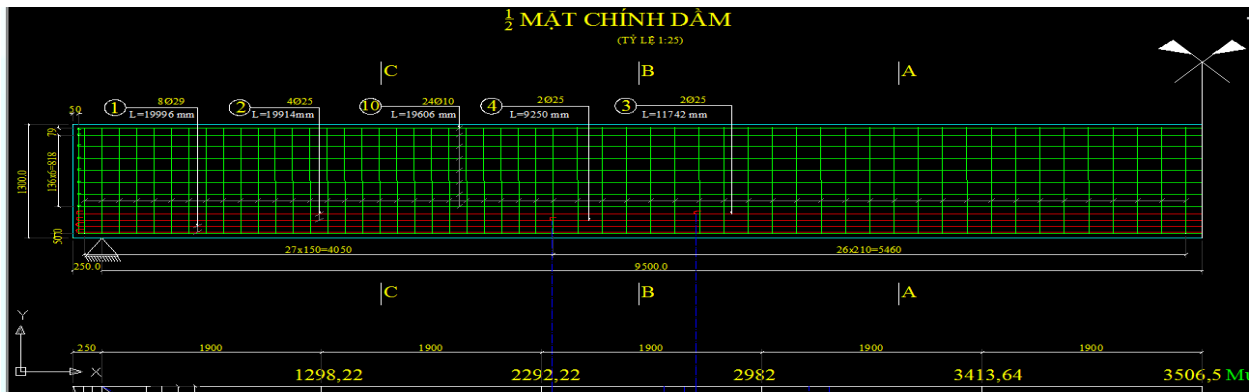 ½ MẶT CHÍNH DẦM
(TỶ LỆ 1:25)
C B A
1 8Ø29 L=19996 mm
2 4Ø25 L=19914mm
10 24Ø10 L=19606 mm
4 2Ø25 L=9250 mm
3 2Ø25 L=11742 mm
50
79
1300.0
136x6=818
50.0
27x150=4050 26x210=5460
250.0 9500.0
C B A
Y
250 1900 1900 1900 1900 1900
X
1298,22 2292,22 2982 3413,64 3506,5 Mu